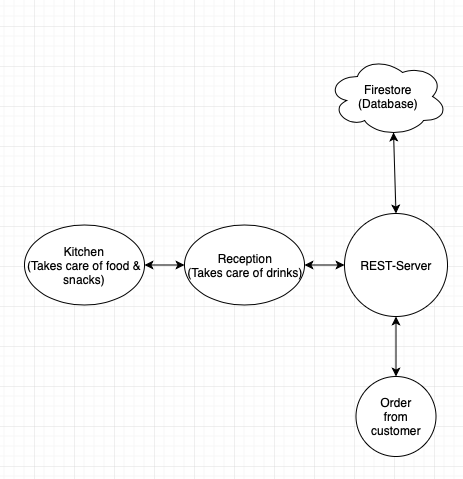 Firestore
(Database)
Kitchen
(Takes care of food &
snacks)
Reception
(Takes care of drinks)
REST-Server
Order
from
customer